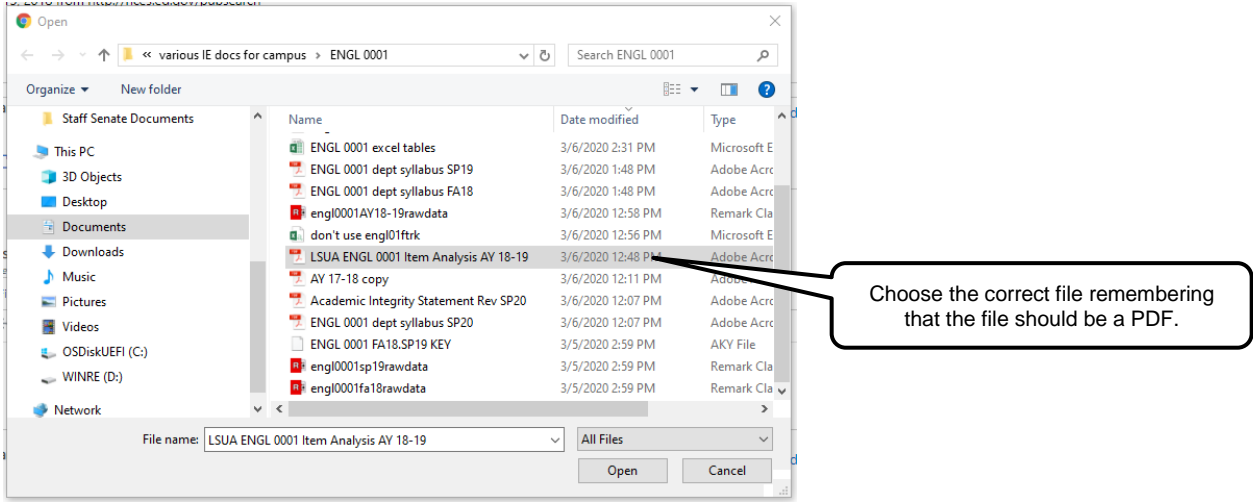 Open
« various IE docs for campus > ENGL 0001
Search ENGL 0001
Organize
New folder
Staff Senate Documents
This PC
3D Objects
Desktop
Documents
Downloads
Music
Pictures
Videos
OSDiskUEFI (C:)
WINRE (D:)
Network
Name Date modified Type
ENGL 0001 excel tables 3/6/2020 2:31 PM Microsoft E
ENGL 0001 dept syllabus SP19 3/6/2020 1:48 PM Adobe Acrc
ENGL 0001 dept syllabus FA18 3/6/2020 1:48 PM Adobe Acrc
engl0001AY18-19rawdata 3/6/2020 12:58 PM Remark Cla
don't use engl01ftrk 3/6/2020 12:56 PM Microsoft E
LSUA ENGL 0001 Item Analysis AY 18-19 3/6/2020 12:48 PM Adobe Acrc
AY 17-18 copy 3/6/2020 12:11 PM Adobe Acrc
Academic Integrity Statement Rev SP20 3/6/2020 12:07 PM Adobe Acrc
ENGL 0001 dept syllabus SP20 3/6/2020 12:07 PM Adobe Acrc
ENGL 0001 FA18.SP19 KEY 3/5/2020 2:59 PM AKY File
engl0001sp19rawdata 3/5/2020 2:59 PM Remark Cla
engl0001fa18rawdata 3/5/2020 2:59 PM Remark Cla
File name: LSUA ENGL 0001 Item Analysis AY 18-19
All Files
Open
Cancel
Choose the correct file remembering
that the file should be a PDF.